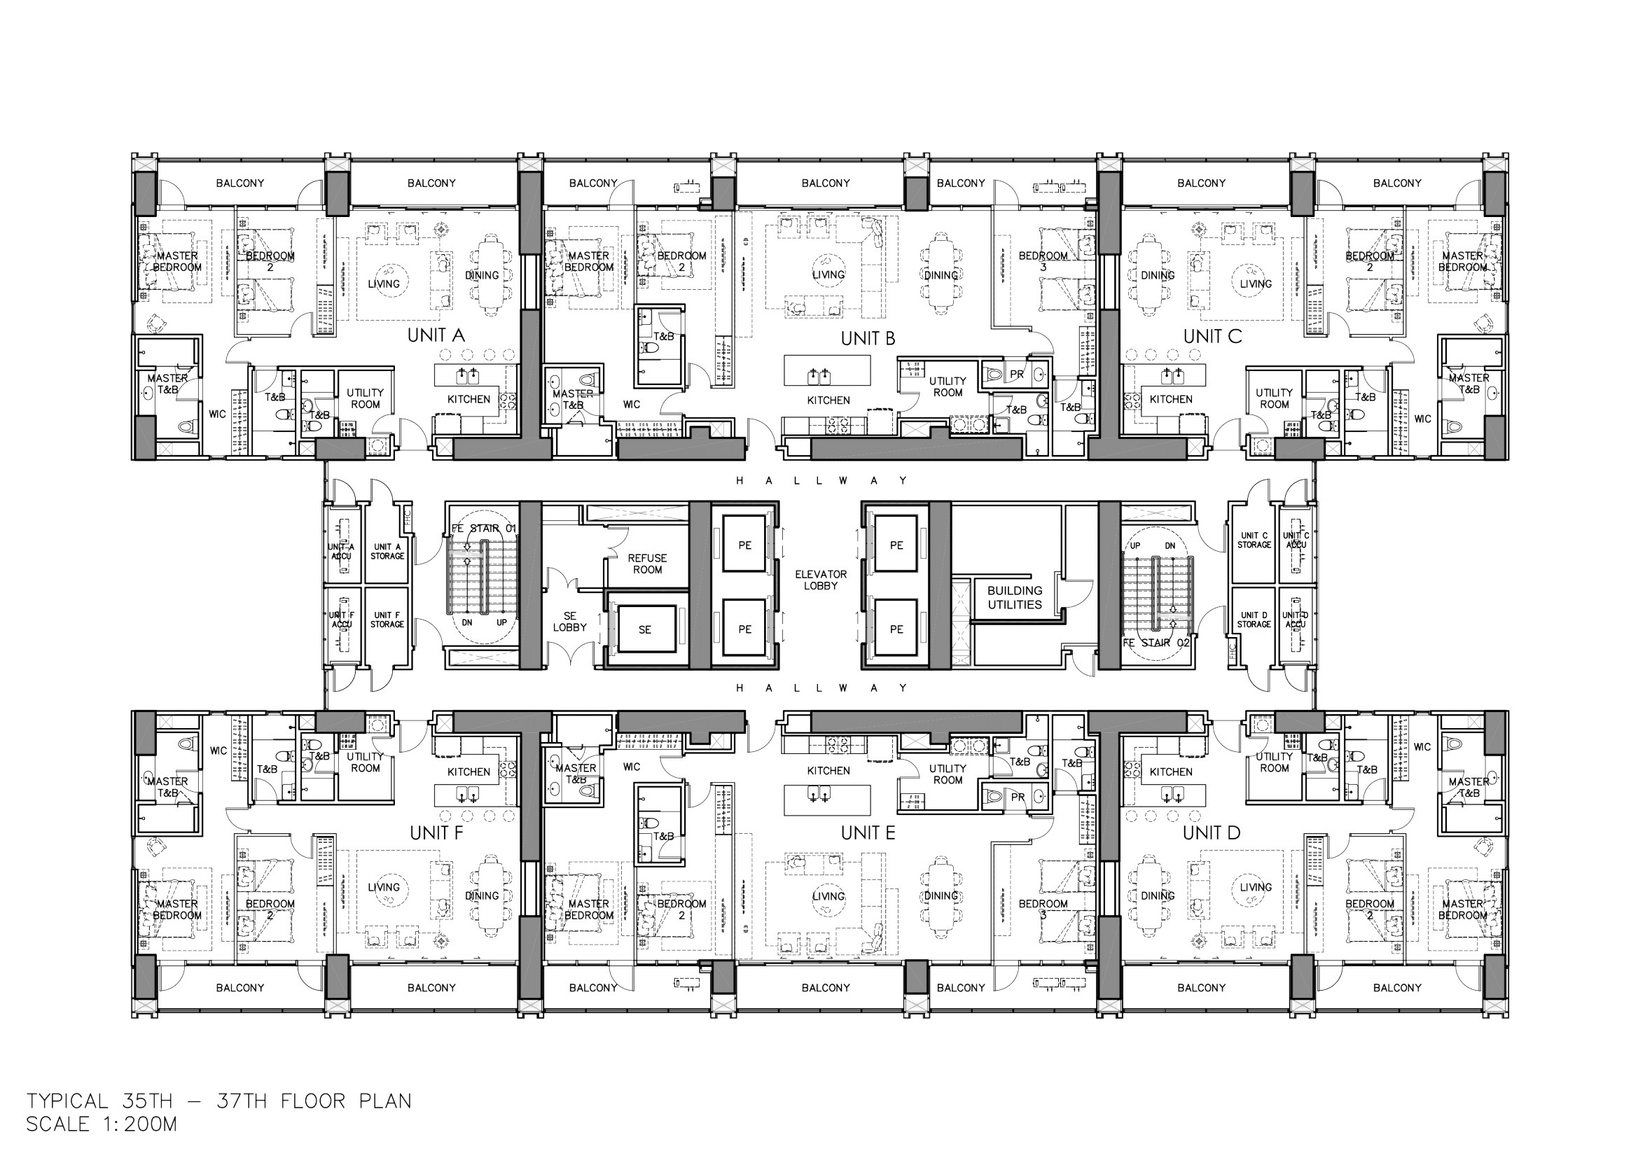 BALCONY BALCONY BALCONY BALCONY BALCONY BALCONY BALCONY
MASTER BEDROOM
BEDROOM 2
LIVING
DINING
UNIT A
MASTER T&B
WIC
T&B
T&B
UTILITY ROOM
KITCHEN
MASTER BEDROOM
BEDROOM 2
T&B
LIVING
DINING
BEDROOM 3
UNIT B
MASTER T&B
WIC
KITCHEN
UTILITY ROOM
PR
T&B
T&B
DINING
LIVING
BEDROOM 2
MASTER BEDROOM
UNIT C
KITCHEN
UTILITY ROOM
T&B
T&B
WIC
MASTER T&B
HALLWAY
UNIT A ACCU
UNIT A STORAGE
FHC
FE STAIR 01
DN
UP
UNIT F ACCU
UNIT F STORAGE
REFUSE ROOM
SE LOBBY
SE
PE
PE
ELEVATOR LOBBY
PE
PE
BUILDING UTILITIES
UP
DN
FE STAIR 02
UNIT C STORAGE
UNIT C ACCU
UNIT D STORAGE
UNIT D ACCU
FHC
HALLWAY
MASTER T&B
WIC
T&B
T&B
UTILITY ROOM
KITCHEN
UNIT F
MASTER BEDROOM
BEDROOM 2
LIVING
DINING
MASTER T&B
WIC
T&B
KITCHEN
UTILITY ROOM
T&B
T&B
PR
UNIT E
MASTER BEDROOM
BEDROOM 2
LIVING
DINING
BEDROOM 3
KITCHEN
UTILITY ROOM
T&B
T&B
WIC
MASTER T&B
UNIT D
DINING
LIVING
BEDROOM 2
MASTER BEDROOM
BALCONY BALCONY BALCONY BALCONY BALCONY BALCONY BALCONY
TYPICAL 35TH – 37TH FLOOR PLAN
SCALE 1:200M